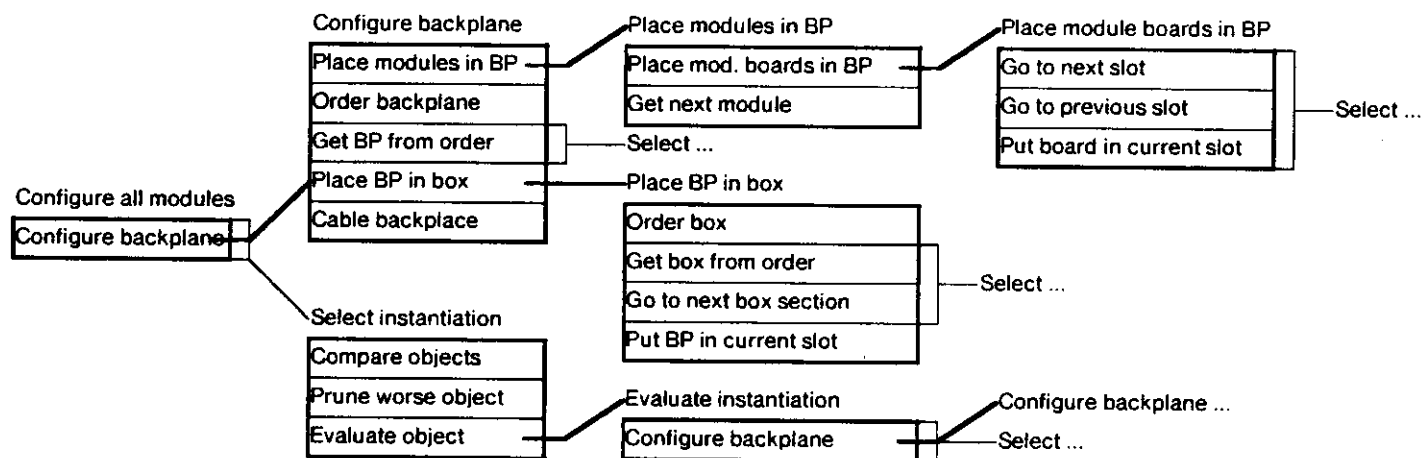 Configure all modules
Configure backplane
Configure backplane
Place modules in BP
Order backplane
Get BP from order
Select ...
Place BP in box
Cable backplace
Place modules in BP
Place mod. boards in BP
Get next module
Place module boards in BP
Go to next slot
Go to previous slot
Put board in current slot
Select ...
Place BP in box
Order box
Get box from order
Go to next box section
Put BP in current slot
Select ...
Select instantiation
Compare objects
Prune worse object
Evaluate object
Evaluate instantiation
Configure backplane
Configure backplane ...
Select ...